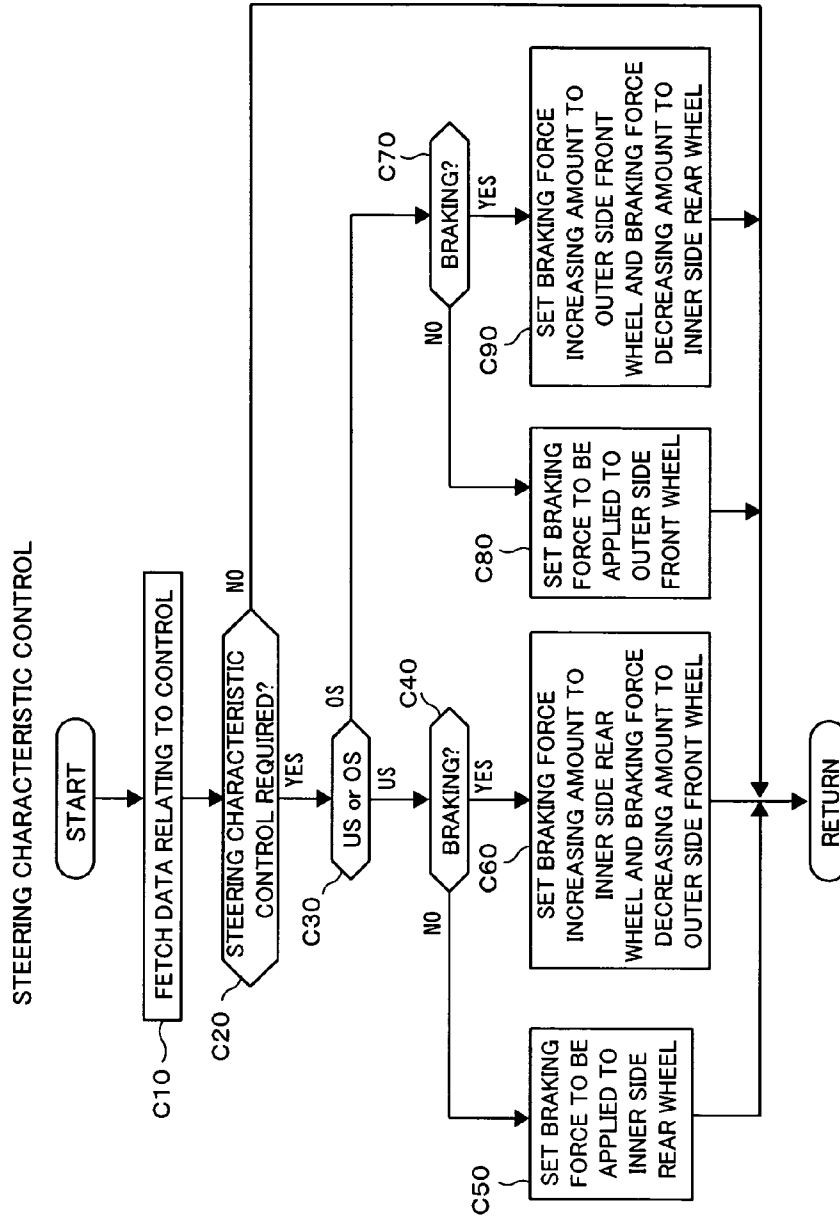 STEERING CHARACTERISTIC CONTROL
START
C10
FETCH DATA RELATING TO CONTROL
C20
STEERING CHARACTERISTIC
CONTROL REQUIRED?
NO
YES
C30
US or OS
OS
US
C40
BRAKING?
NO
YES
C70
BRAKING?
NO
YES
C50
SET BRAKING
FORCE TO BE
APPLIED TO
INNER SIDE
REAR WHEEL
C60
SET BRAKING FORCE
INCREASING AMOUNT TO
INNER SIDE REAR
WHEEL AND BRAKING FORCE
DECREASING AMOUNT TO
OUTER SIDE FRONT WHEEL
C80
SET BRAKING
FORCE TO BE
APPLIED TO
OUTER SIDE
FRONT WHEEL
C90
SET BRAKING FORCE
INCREASING AMOUNT TO
OUTER SIDE FRONT
WHEEL AND BRAKING FORCE
DECREASING AMOUNT TO
INNER SIDE REAR WHEEL
RETURN